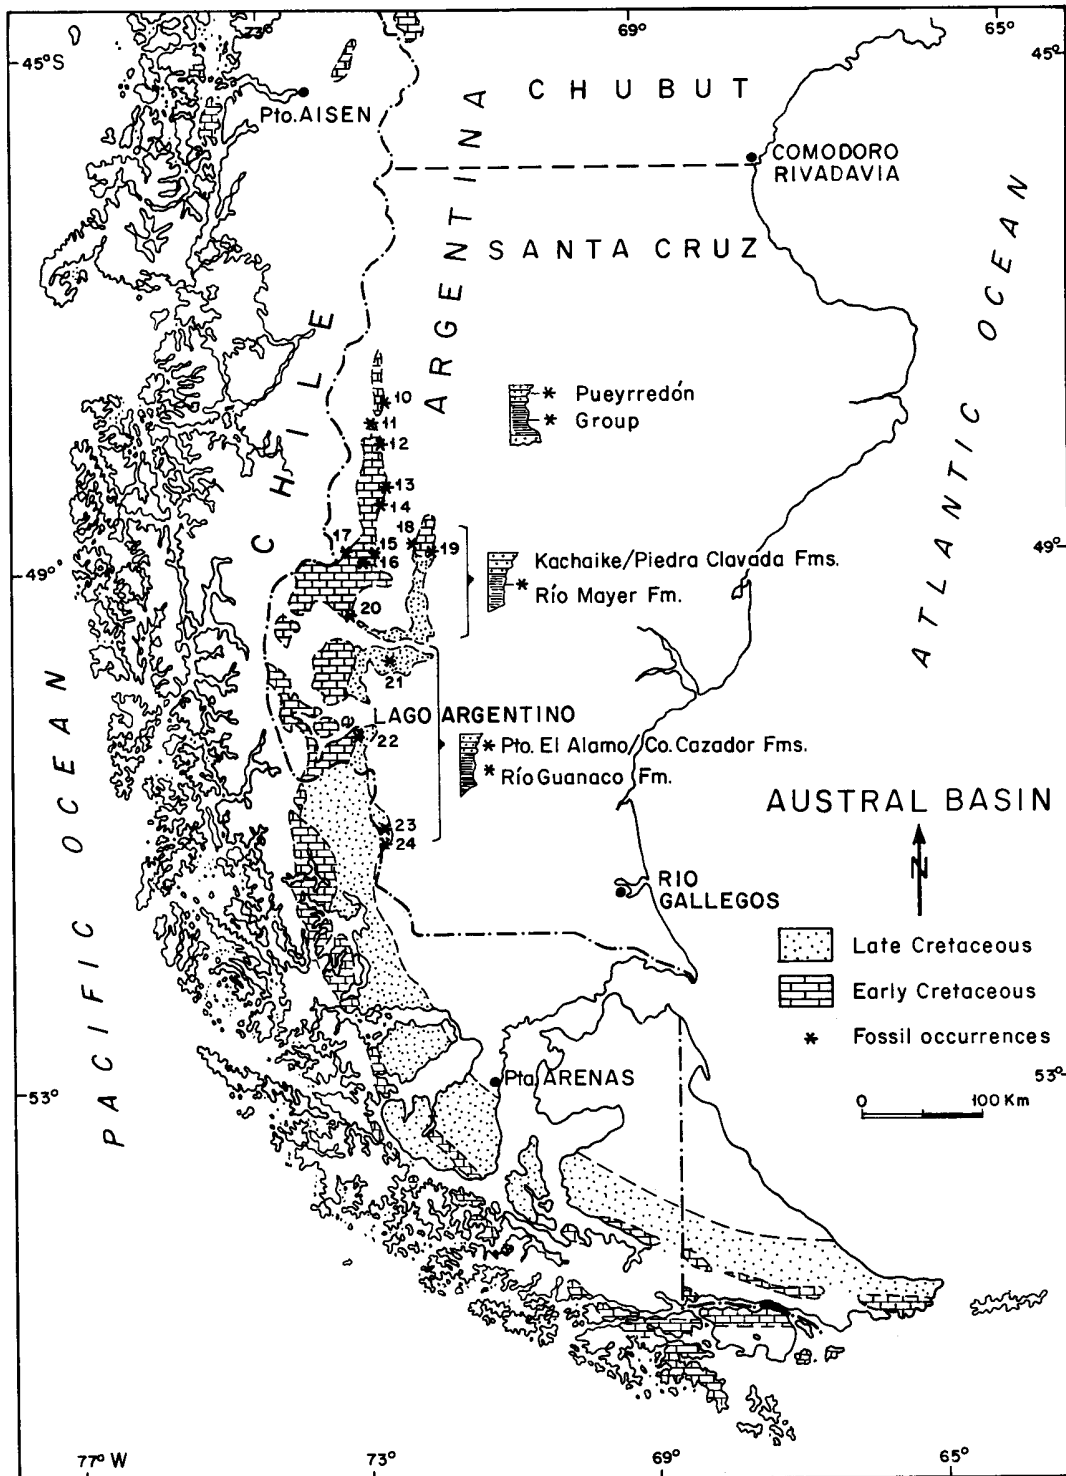 73°
69°
65°
45°S
45°
CHUBUT
Pto. AISEN
ARGENTINA
COMODORO
RIVADAVIA
SANTA CRUZ
ATLANTIC OCEAN
CHILE
10
11
12
13
14
15
16
17
18
19
20
21
22
23
24
Pueyrredón
Group
49°
49°
Kachaike/Piedra Clavada Fms.
Río Mayer Fm.
LAGO ARGENTINO
Pto. El Alamo/Co. Cazador Fms.
Río Guanaco Fm.
PACIFIC OCEAN
AUSTRAL BASIN
N
RIO
GALLEGOS
Late Cretaceous
Early Cretaceous
Fossil occurrences
Pta. ARENAS
53°
53°
0 100 Km
77° W
73°
69°
65°